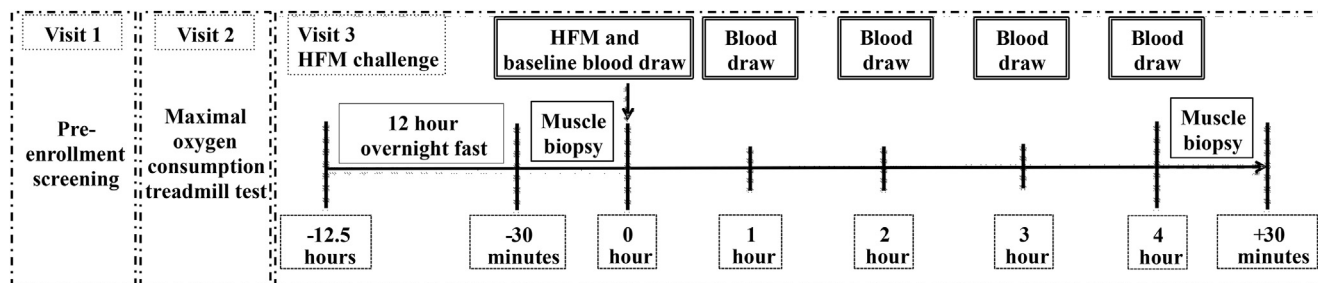 Visit 1
Pre-
enrollment
screening
Visit 2
Maximal
oxygen
consumption
treadmill test
Visit 3
HFM challenge
HFM and
baseline blood draw
Blood
draw
Blood
draw
Blood
draw
Blood
draw
12 hour
overnight fast
Muscle
biopsy
Muscle
biopsy
-12.5
hours
-30
minutes
0
hour
1
hour
2
hour
3
hour
4
hour
+30
minutes